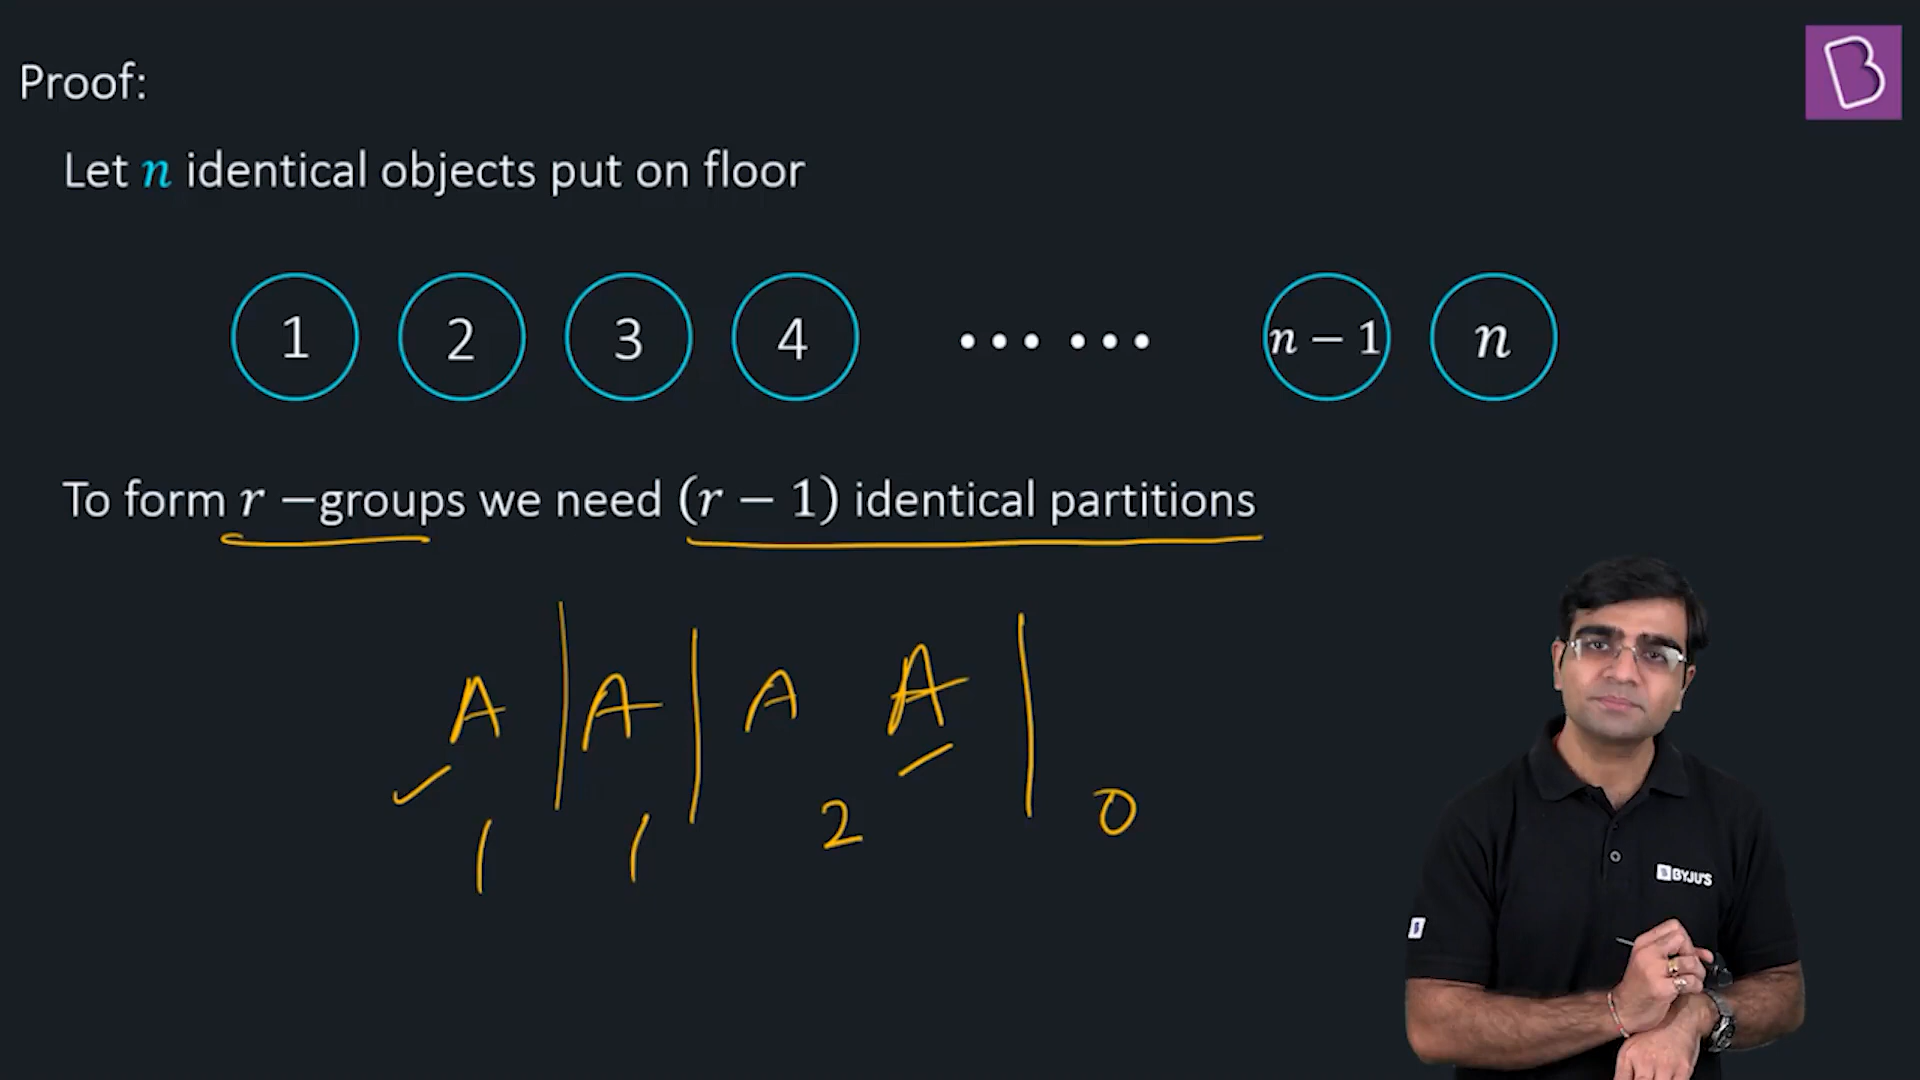 Proof:
Let n identical objects put on floor
1 2 3 4 ...... n − 1 n
To form r −groups we need (r − 1) identical partitions
A | A | A A |
1 1 2 0
BYJU'S